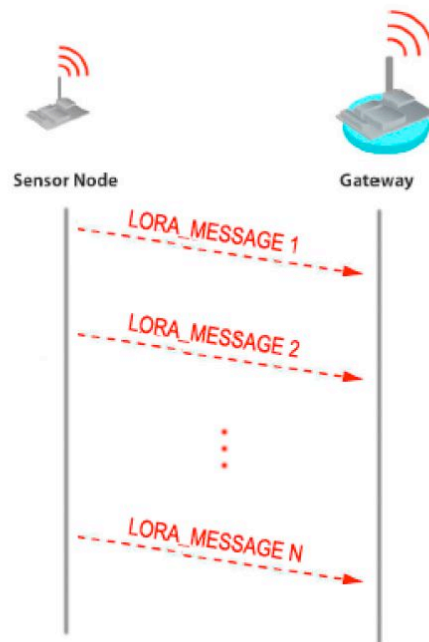 Sensor Node
Gateway
LORA_MESSAGE 1
LORA_MESSAGE 2
LORA_MESSAGE N